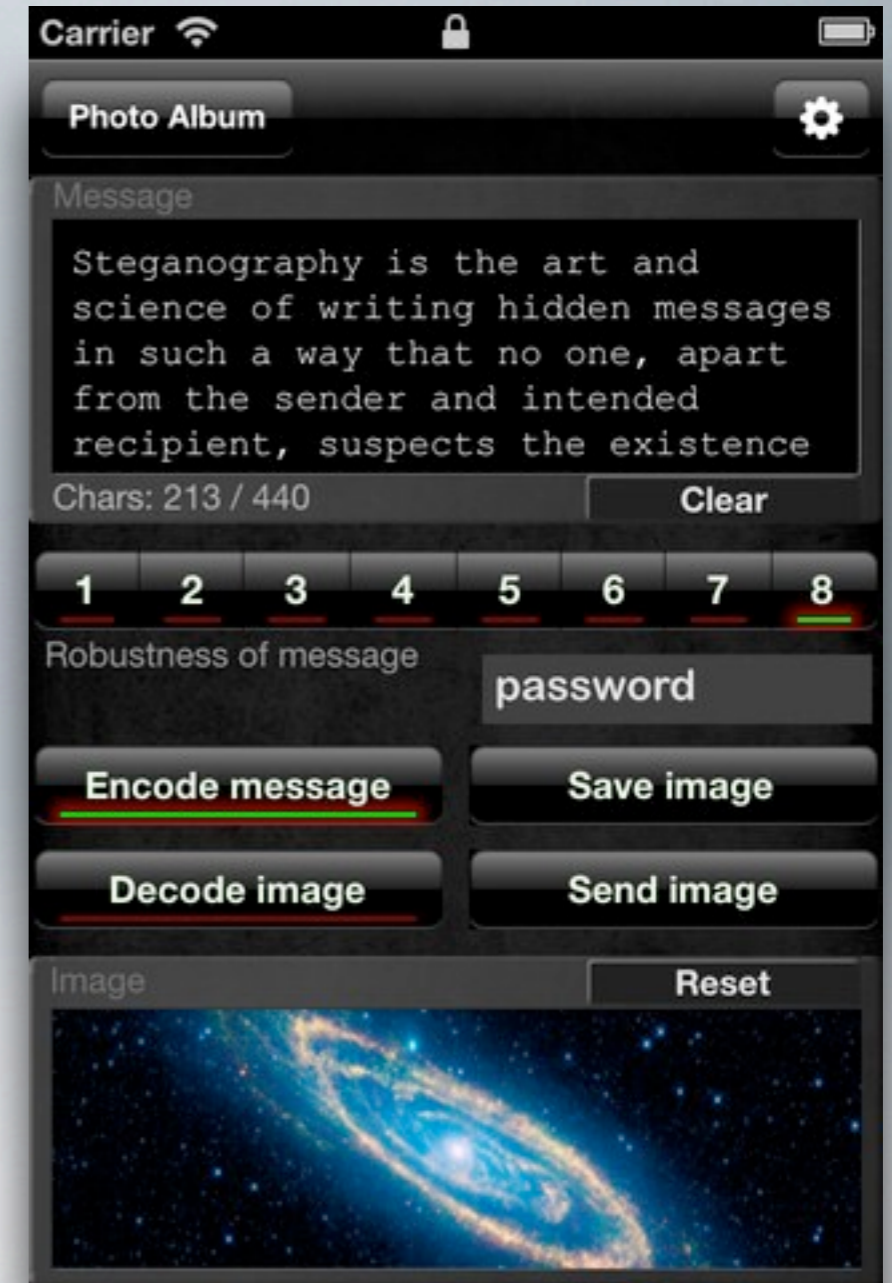 Carrier
Photo Album
Message
Steganography is the art and
science of writing hidden messages
in such a way that no one, apart
from the sender and intended
recipient, suspects the existence
Chars: 213 / 440 Clear
1 2 3 4 5 6 7 8
Robustness of message
password
Encode message Save image
Decode image Send image
Image Reset